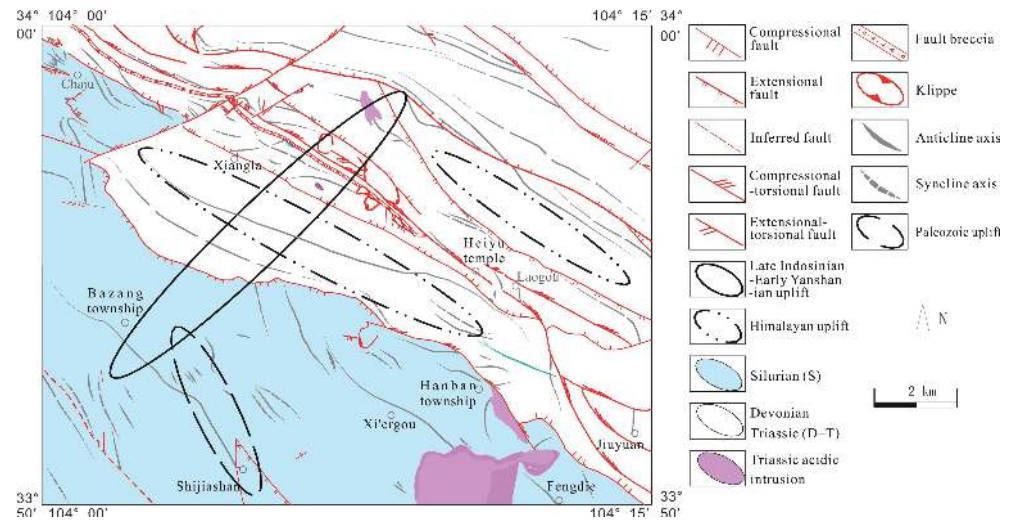 34° 104° 00′
00′
104° 15′ 34°
00′
Chaju
Xiangla
Heiyu
temple
Laogou
Bazang
township
Hanban
township
Xi'ergou
Jiuyuan
Shijiashan
Fengdie
33°
50′ 104° 00′
33°
104° 15′ 50′
Compressional
fault
Extensional
fault
Inferred fault
Compressional
-torsional fault
Extensional-
torsional fault
Late Indosinian
-Early Yanshan
-ian uplift
Himalayan uplift
Silurian (S)
Devonian
Triassic (D–T)
Triassic acidic
intrusion
Fault breccia
Klippe
Anticline axis
Syncline axis
Paleozoic uplift
N
2 km